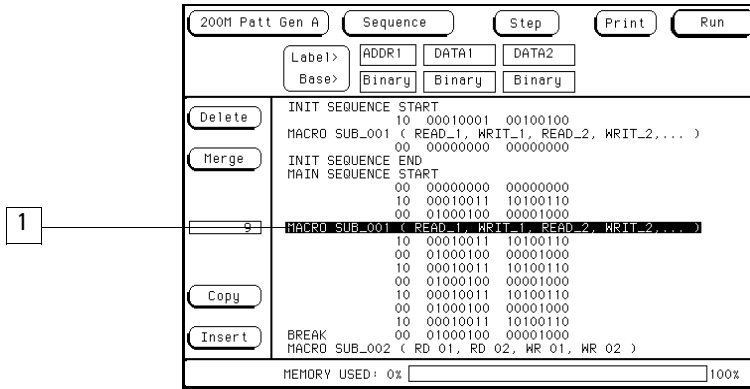 200M Patt Gen A Sequence Step Print Run
Label> ADDR1 DATA1 DATA2
Base> Binary Binary Binary
Delete
Merge
9
Copy
Insert
1
INIT SEQUENCE START
10 00010001 00100100
MACRO SUB_001 ( READ_1, WRIT_1, READ_2, WRIT_2,... )
00 00000000 00000000
INIT SEQUENCE END
MAIN SEQUENCE START
00 00000000 00000000
10 00010011 10100110
00 01000100 00001000
MACRO SUB_001 ( READ_1, WRIT_1, READ_2, WRIT_2,... )
10 00010011 10100110
00 01000100 00001000
10 00010011 10100110
00 01000100 00001000
10 00010011 10100110
00 01000100 00001000
10 00010011 10100110
BREAK 00 01000100 00001000
MACRO SUB_002 ( RD 01, RD 02, WR 01, WR 02 )
MEMORY USED: 0% 100%